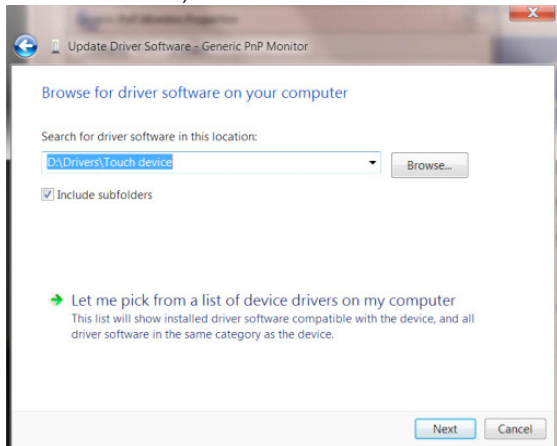 Update Driver Software - Generic PnP Monitor
Browse for driver software on your computer
Search for driver software in this location:
D:\Drivers\Touch device
Browse...
Include subfolders
Let me pick from a list of device drivers on my computer
This list will show installed driver software compatible with the device, and all
driver software in the same category as the device.
Next
Cancel